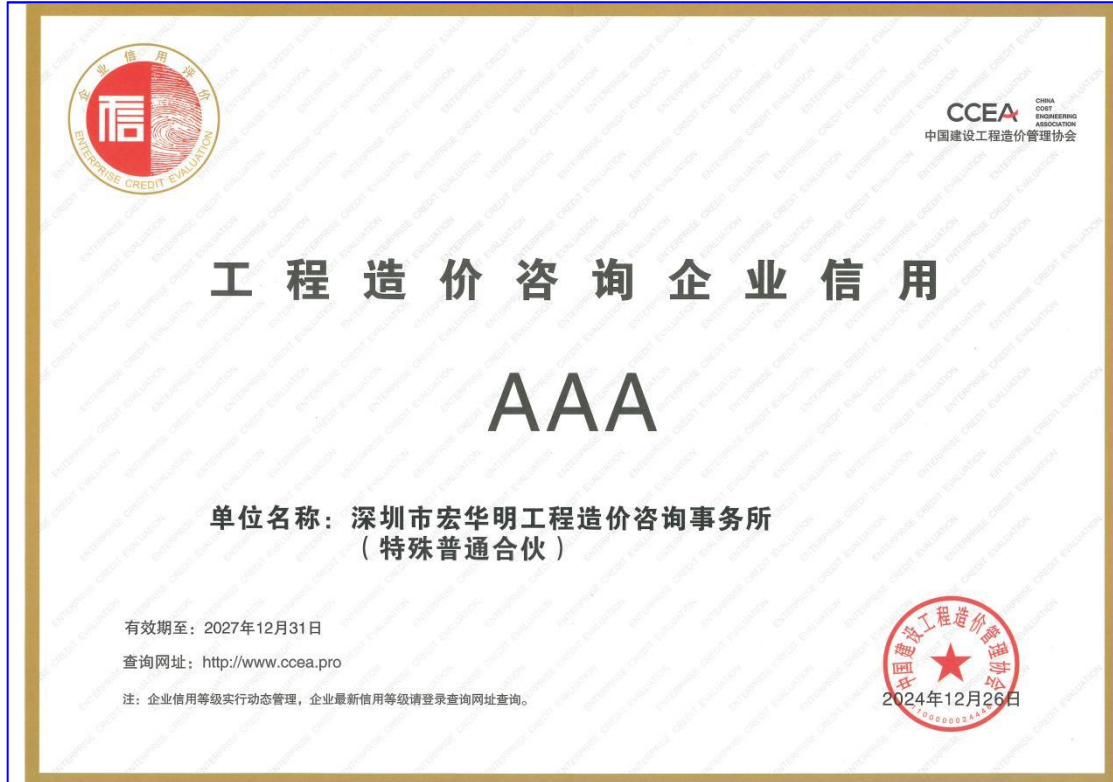 企业信用评价
ENTERPRISE CREDIT EVALUATION
信
CCEA
CHINA
COST
ENGINEERING
ASSOCIATION
中国建设工程造价管理协会
工程造价咨询企业信用
AAA
单位名称：深圳市宏华明工程造价咨询事务所
（特殊普通合伙）
有效期至：2027年12月31日
查询网址：http://www.ccea.pro
注：企业信用等级实行动态管理，企业最新信用等级请登录查询网址查询。
中国建设工程造价管理协会
2024年12月26日